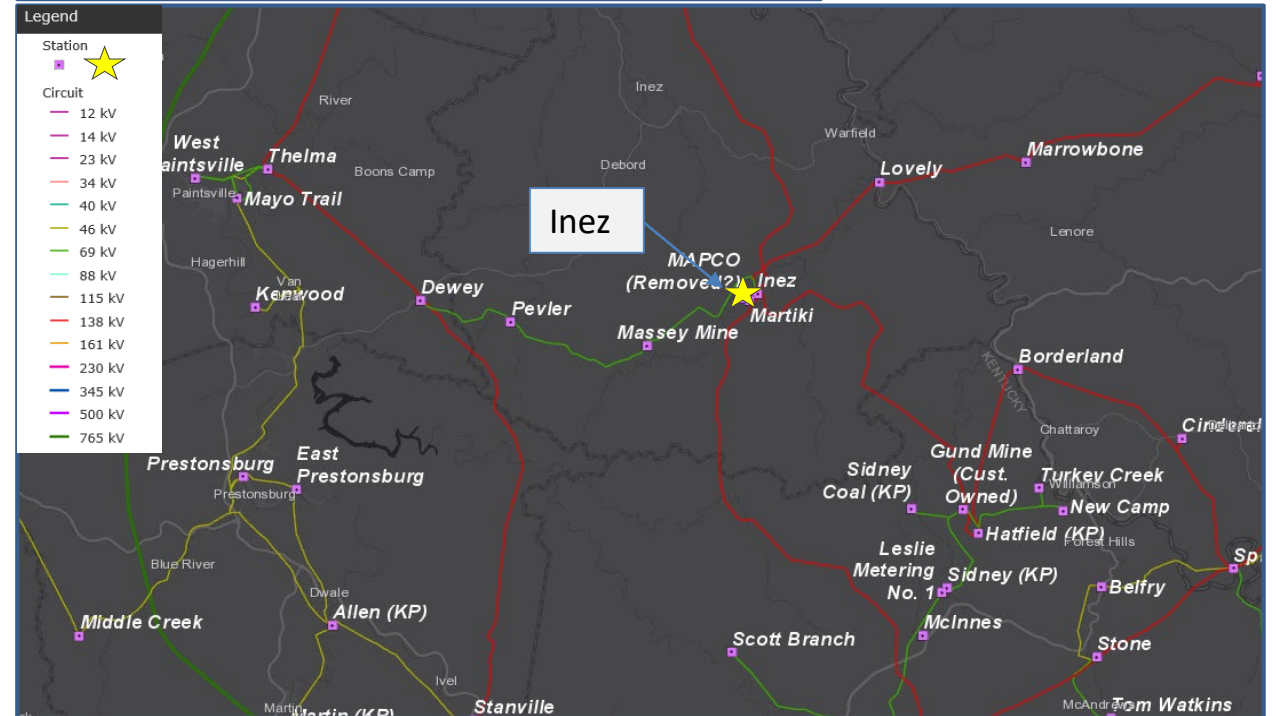 Legend
Station
Circuit
12 kV
14 kV
23 kV
34 kV
40 kV
46 kV
69 kV
88 kV
115 kV
138 kV
161 kV
230 kV
345 kV
500 kV
765 kV
Inez
River
Warfield
West
aintsville
Thelma
Marrowbone
Debord
Boons Camp
Lovely
Paintsville
Mayo Trail
Inez
Lenore
Hagerhill
MAPCO
(Removed?)
Inez
Van
Kenwood
Dewey
Pevler
Martiki
Massey Mine
Borderland
KENTUCKY
Chattaroy
Prestonsburg
East
Prestonsburg
Prestonsburg
Gund Mine
(Cust.
Owned)
Sidney
Coal (KP)
Turkey Creek
Williamson
New Camp
Hatfield (KP)
Forest Hills
Blue River
Leslie
Metering
No. 1
Sidney (KP)
Sp
Belfry
Dwale
Allen (KP)
Middle Creek
McInnes
Scott Branch
Stone
Ivel
Stanville
Martin
Martin (KP)
McAndrews
Tom Watkins